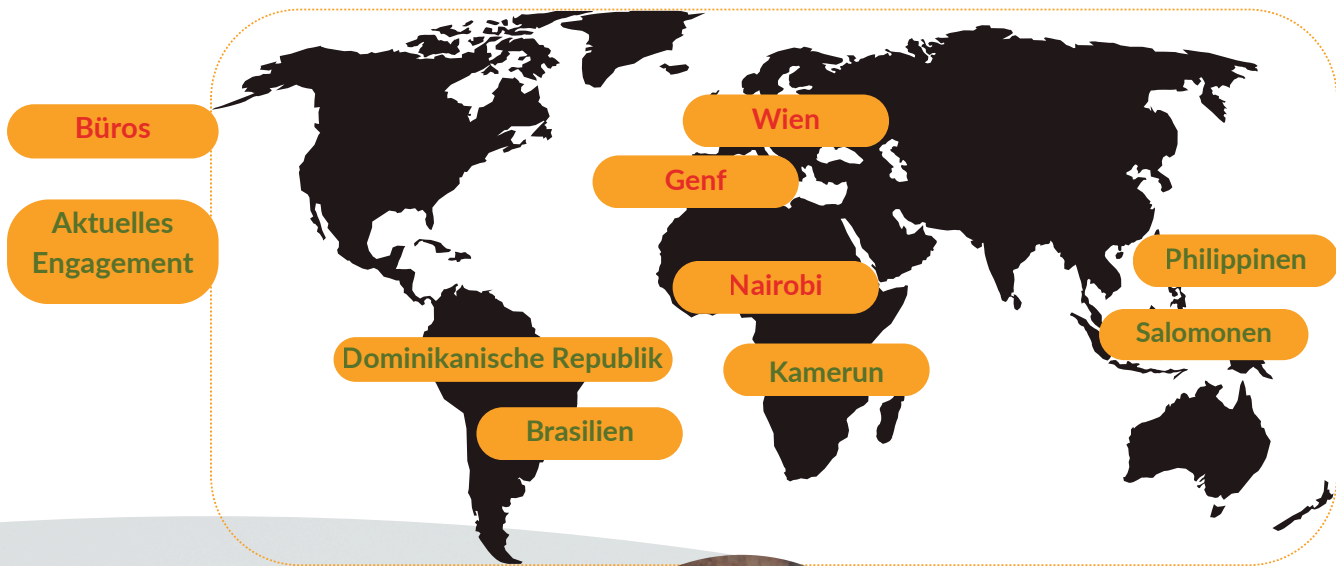 Büros
Aktuelles
Engagement
Wien
Genf
Nairobi
Philippinen
Salomonen
Dominikanische Republik
Kamerun
Brasilien